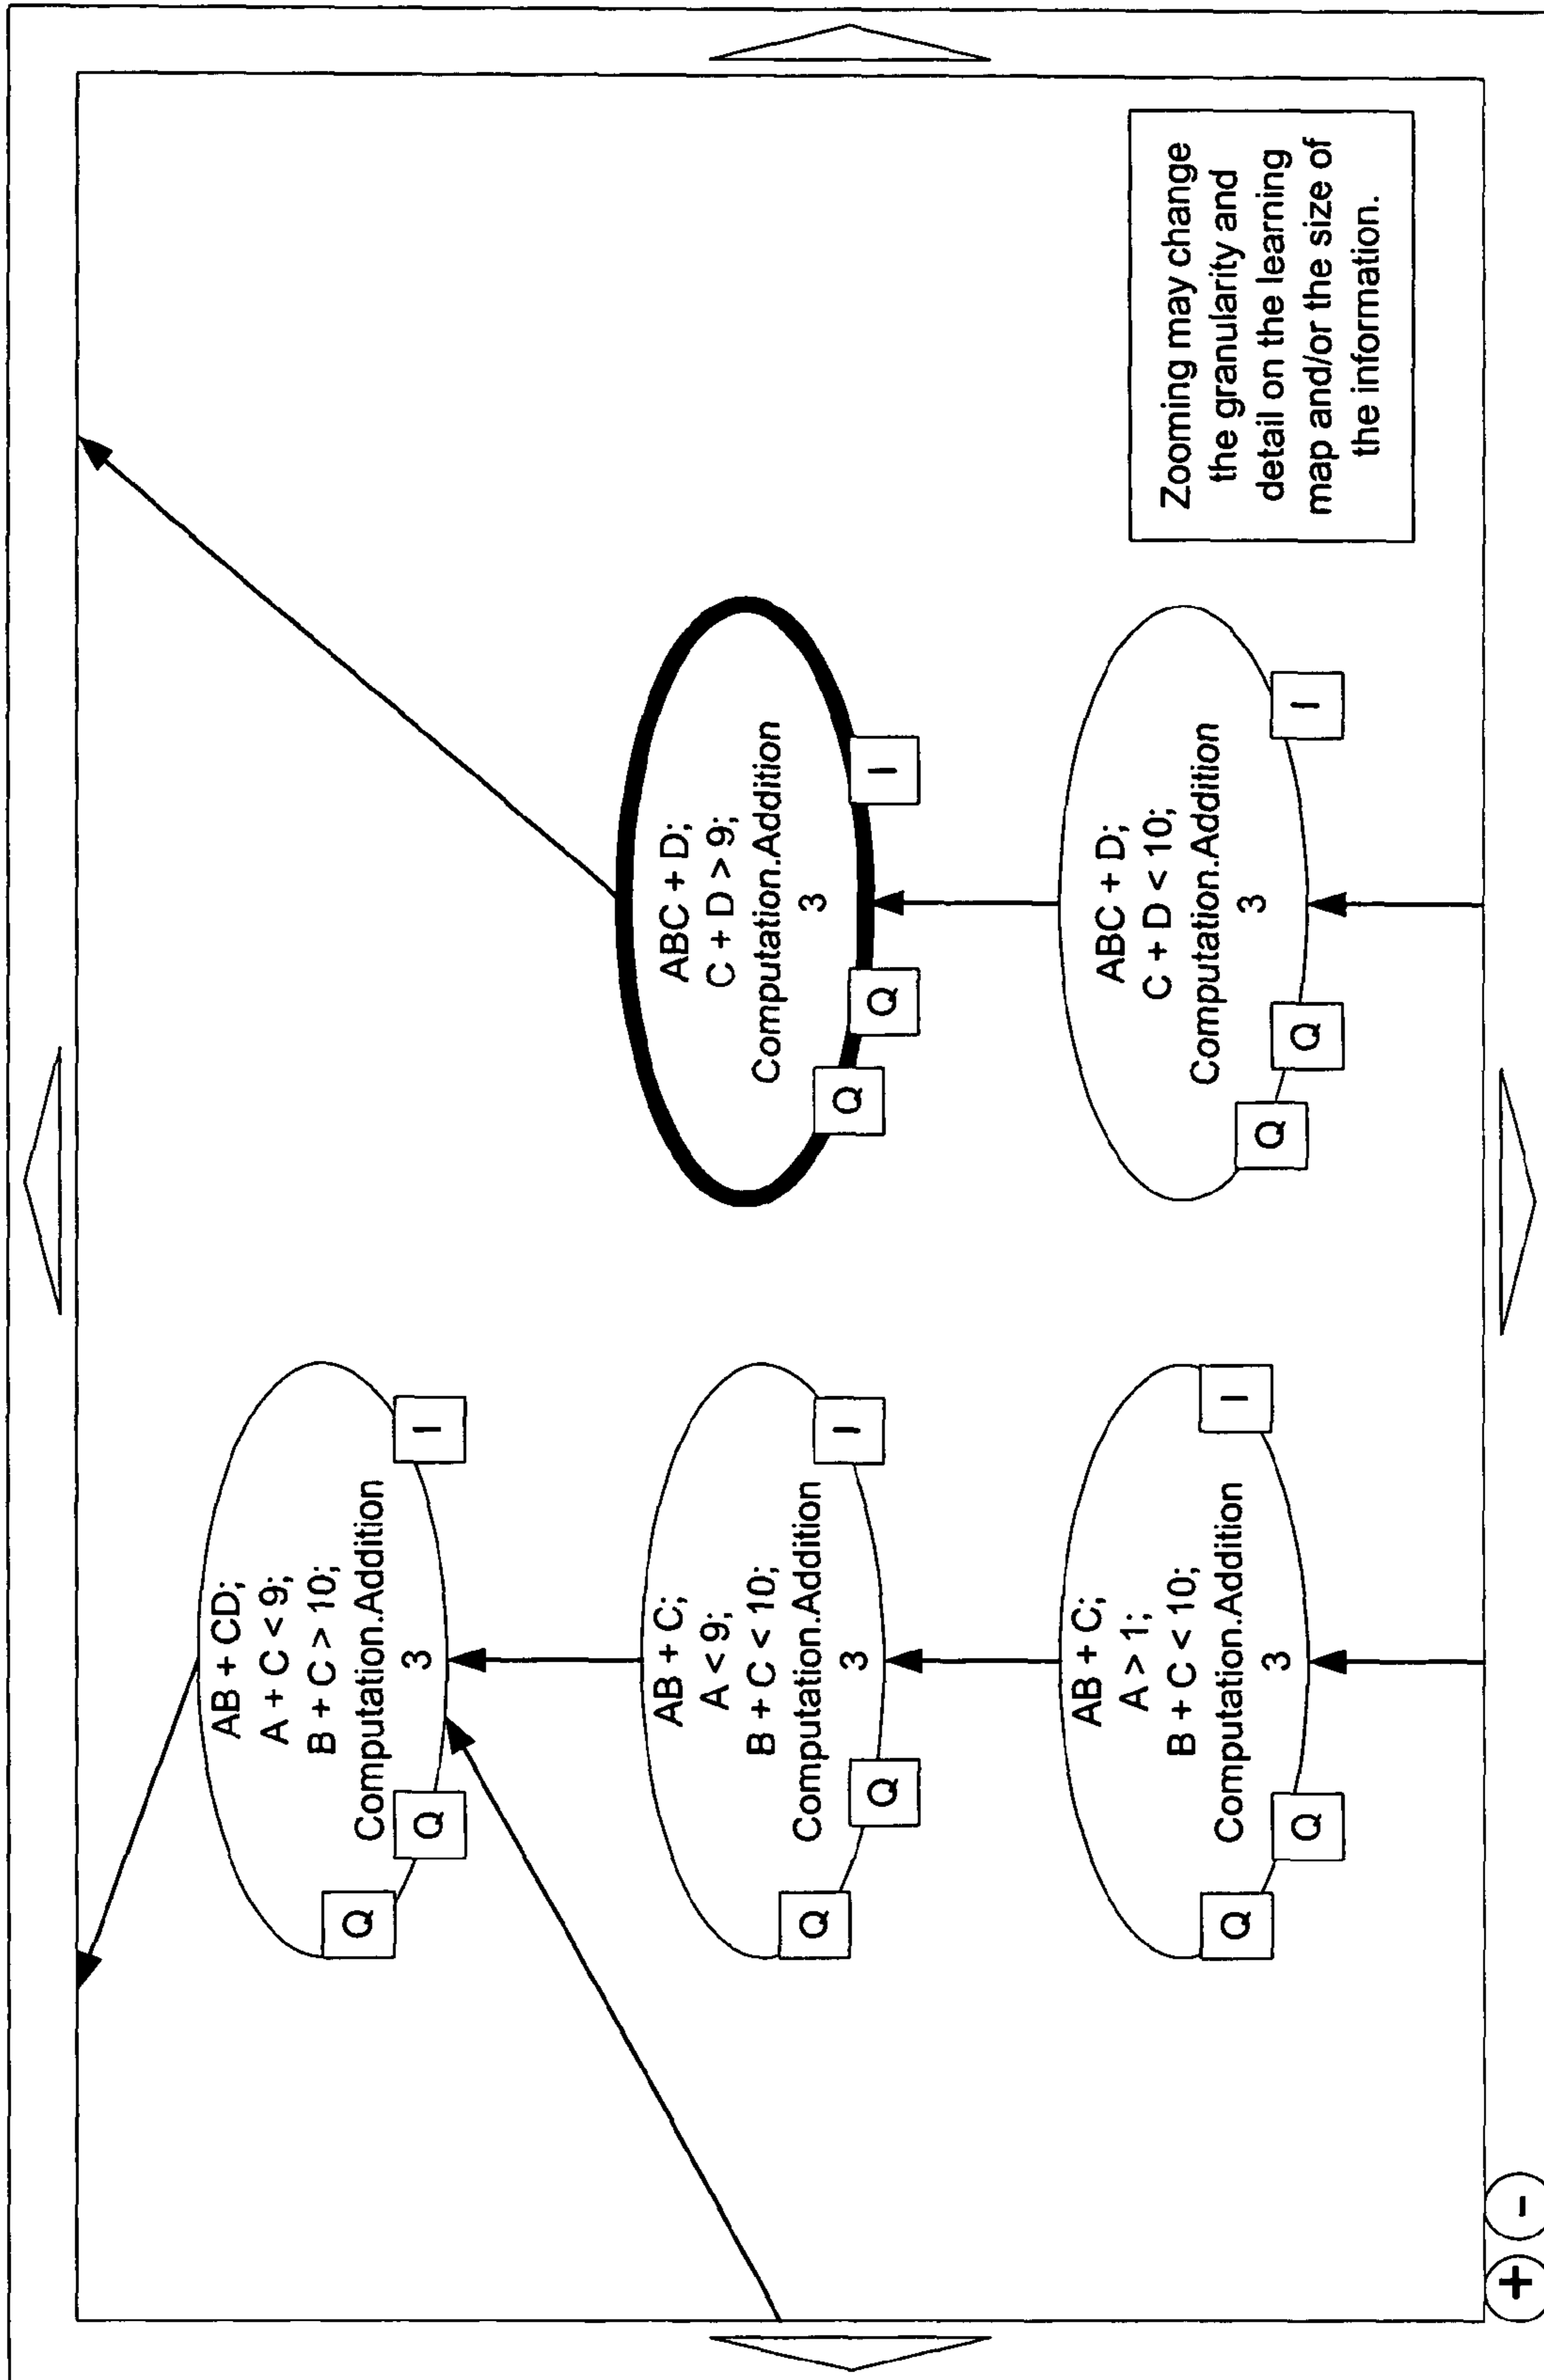 AB + CD;
A + C < 9;
B + C > 10;
Computation.Addition
3
Q
Q
I
AB + C;
A < 9;
B + C < 10;
Computation.Addition
3
Q
Q
I
ABC + D;
C + D > 9;
Computation.Addition
3
Q
Q
I
AB + C;
A > 1;
B + C < 10;
Computation.Addition
3
Q
Q
I
ABC + D;
C + D < 10;
Computation.Addition
3
Q
Q
I
Zooming may change
the granularity and
detail on the learning
map and/or the size of
the information.
+
-